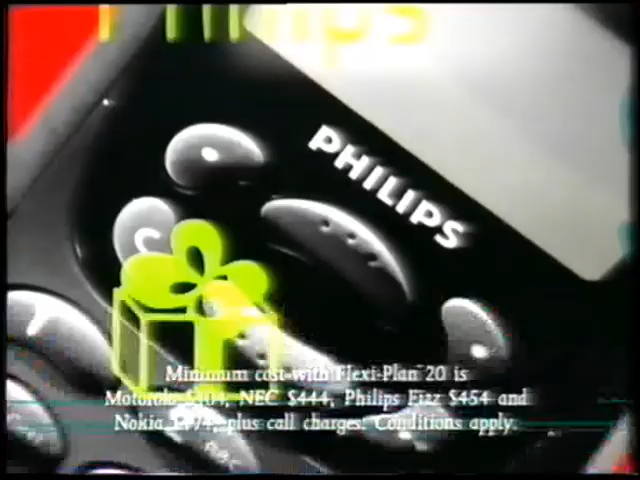 Philips
PHILIPS
C
Minimum cost with Flexi-Plan 20 is
NEC $444, Philips Fizz $454 and
Nokia plus call charges. Conditions apply.